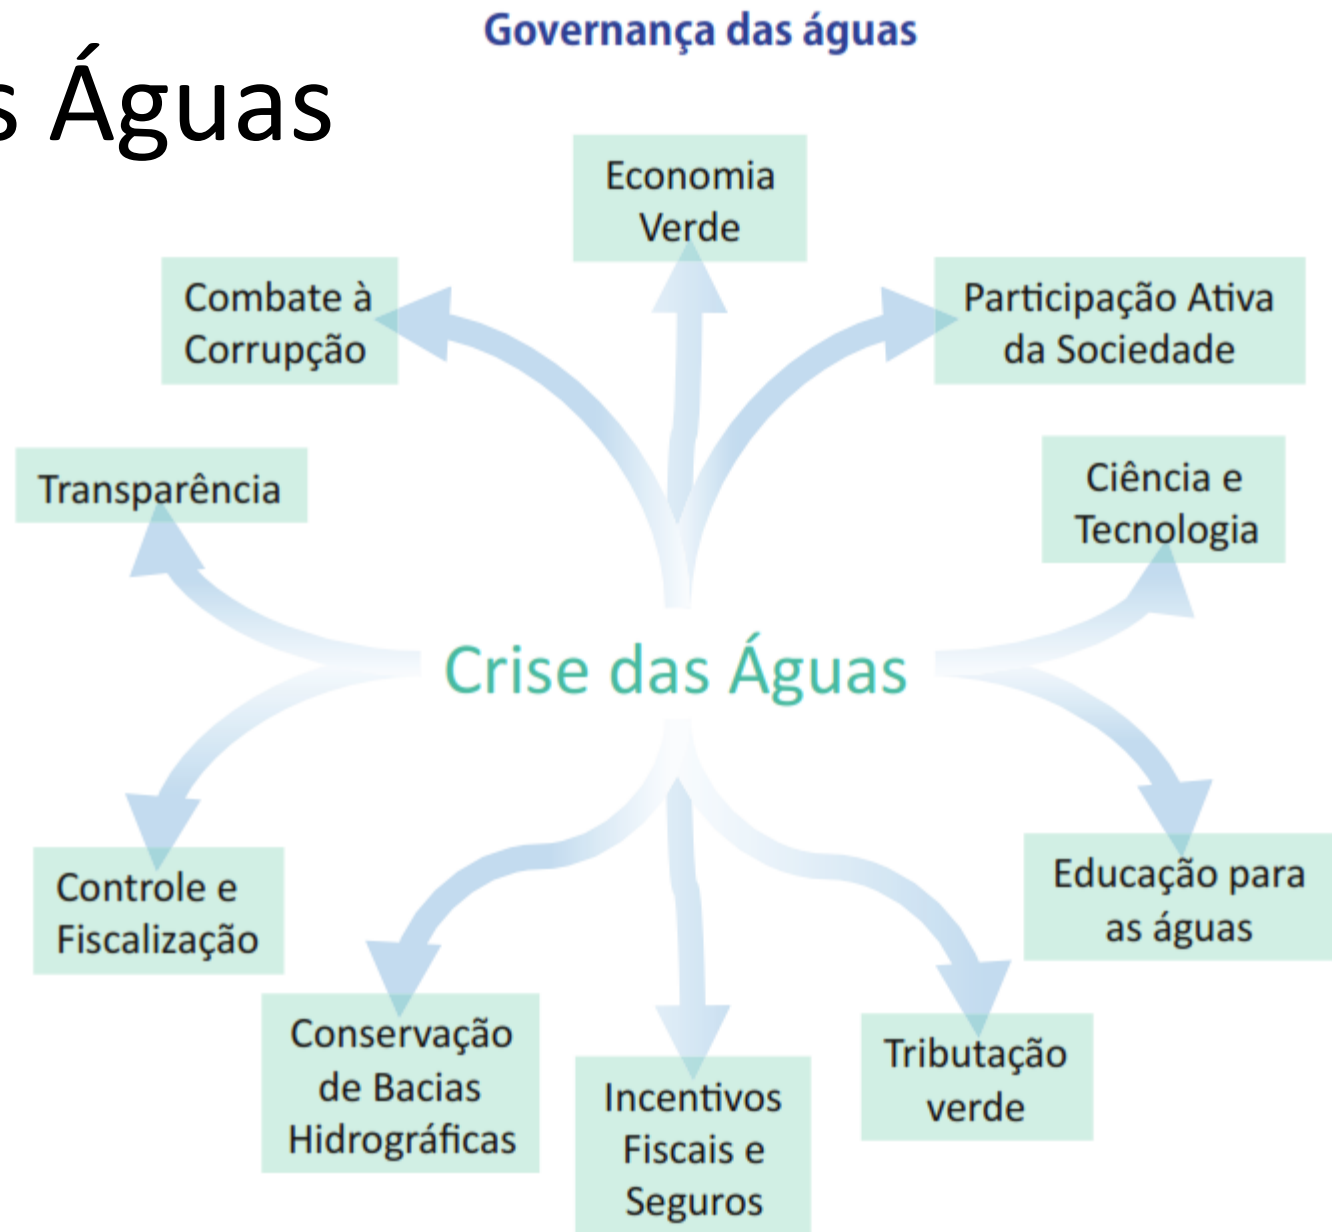 Governança das águas
s Águas
Economia
Verde
Combate à
Corrupção
Participação Ativa
da Sociedade
Transparência
Ciência e
Tecnologia
Crise das Águas
Controle e
Fiscalização
Educação para
as águas
Conservação
de Bacias
Hidrográficas
Incentivos
Fiscais e
Seguros
Tributação
verde